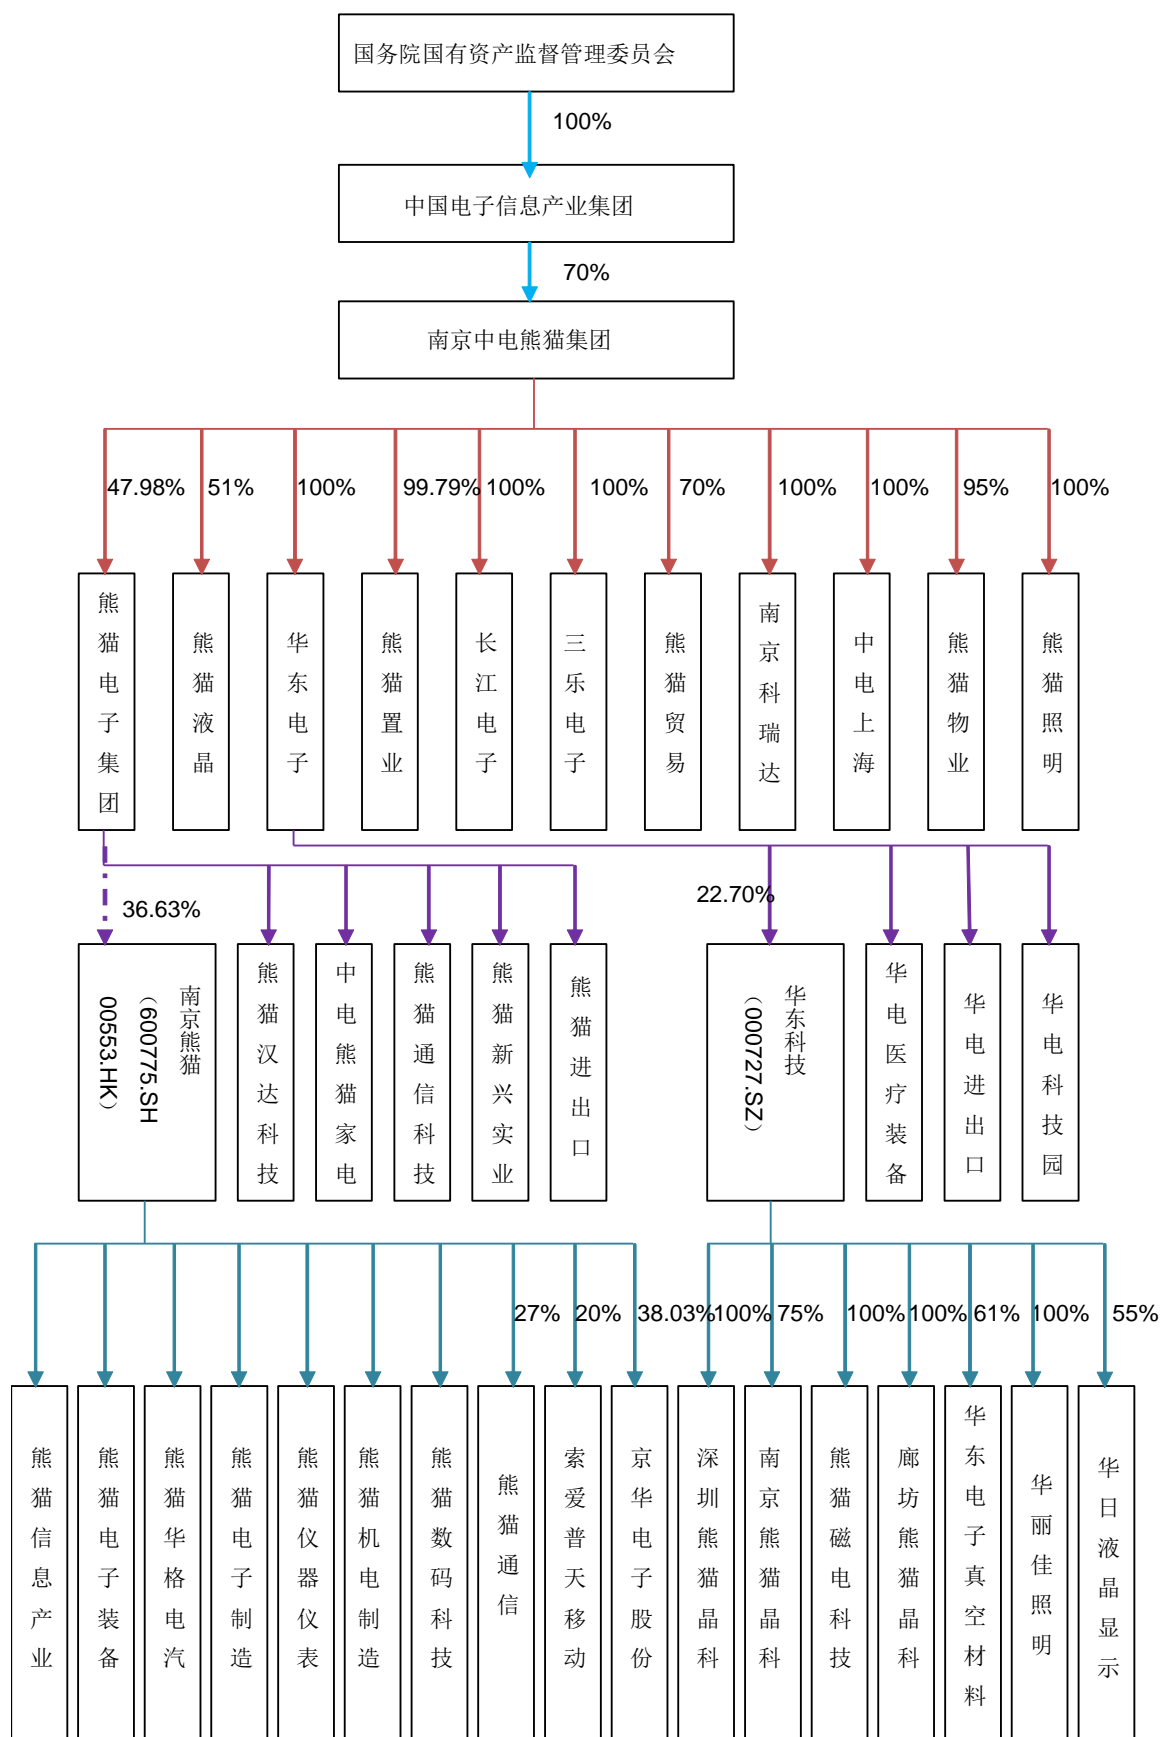 国务院国有资产监督管理委员会
100%
中国电子信息产业集团
70%
南京中电熊猫集团
47.98%
51%
100%
99.79%
100%
100%
70%
100%
100%
95%
100%
熊猫电子集团
熊猫液晶
华东电子
熊猫置业
长江电子
三乐电子
熊猫贸易
南京科瑞达
中电上海
熊猫物业
熊猫照明
36.63%
22.70%
南京熊猫
（600775.SH
00553.HK）
熊猫汉达科技
中电熊猫家电
熊猫通信科技
熊猫新兴实业
熊猫进出口
华东科技
（000727.SZ）
华电医疗装备
华电进出口
华电科技园
27%
20%
38.03%
100%
75%
100%
100%
61%
100%
55%
熊猫信息产业
熊猫电子装备
熊猫华格电汽
熊猫电子制造
熊猫仪器仪表
熊猫机电制造
熊猫数码科技
熊猫通信
索爱普天移动
京华电子股份
深圳熊猫晶科
南京熊猫晶科
熊猫磁电科技
廊坊熊猫晶科
华东电子真空材料
华丽佳照明
华日液晶显示